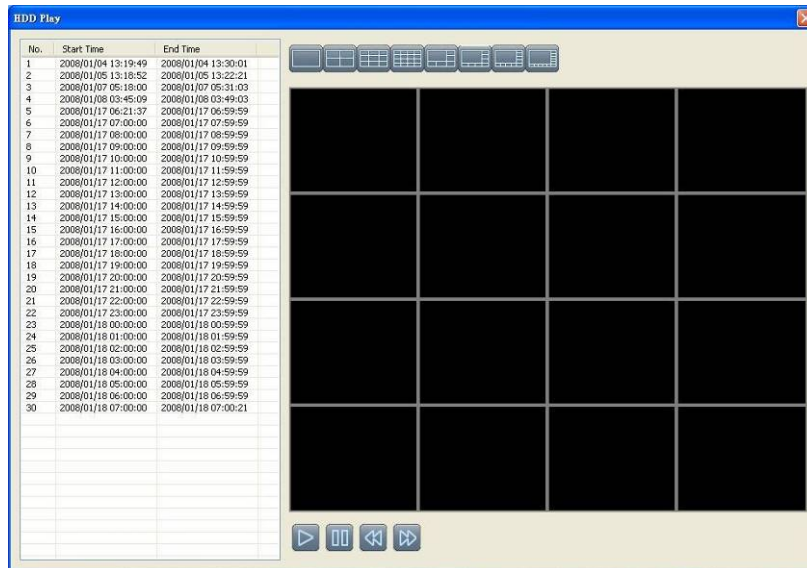 HDD Play
No. Start Time End Time
1 2008/01/04 13:19:49 2008/01/04 13:30:01
2 2008/01/05 13:18:52 2008/01/05 13:22:21
3 2008/01/07 05:18:00 2008/01/07 05:31:03
4 2008/01/08 03:45:09 2008/01/08 03:49:03
5 2008/01/17 06:21:37 2008/01/17 06:59:59
6 2008/01/17 07:00:00 2008/01/17 07:59:59
7 2008/01/17 08:00:00 2008/01/17 08:59:59
8 2008/01/17 09:00:00 2008/01/17 09:59:59
9 2008/01/17 10:00:00 2008/01/17 10:59:59
10 2008/01/17 11:00:00 2008/01/17 11:59:59
11 2008/01/17 12:00:00 2008/01/17 12:59:59
12 2008/01/17 13:00:00 2008/01/17 13:59:59
13 2008/01/17 14:00:00 2008/01/17 14:59:59
14 2008/01/17 15:00:00 2008/01/17 15:59:59
15 2008/01/17 16:00:00 2008/01/17 16:59:59
16 2008/01/17 17:00:00 2008/01/17 17:59:59
17 2008/01/17 18:00:00 2008/01/17 18:59:59
18 2008/01/17 19:00:00 2008/01/17 19:59:59
19 2008/01/17 20:00:00 2008/01/17 20:59:59
20 2008/01/17 21:00:00 2008/01/17 21:59:59
21 2008/01/17 22:00:00 2008/01/17 22:59:59
22 2008/01/17 23:00:00 2008/01/17 23:59:59
23 2008/01/18 00:00:00 2008/01/18 00:59:59
24 2008/01/18 01:00:00 2008/01/18 01:59:59
25 2008/01/18 02:00:00 2008/01/18 02:59:59
26 2008/01/18 03:00:00 2008/01/18 03:59:59
27 2008/01/18 04:00:00 2008/01/18 04:59:59
28 2008/01/18 05:00:00 2008/01/18 05:59:59
29 2008/01/18 06:00:00 2008/01/18 06:59:59
30 2008/01/18 07:00:00 2008/01/18 07:00:21